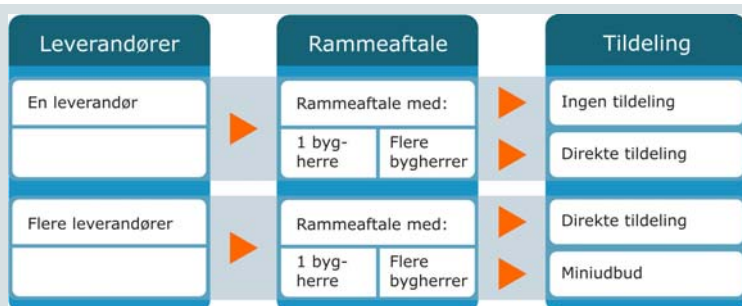 Leverandører
Rammeaftale
Tildeling
En leverandør
Rammeaftale med:
Ingen tildeling
1 byg-
herre
Flere
bygherrer
Direkte tildeling
Flere leverandører
Rammeaftale med:
Direkte tildeling
1 byg-
herre
Flere
bygherrer
Miniudbud